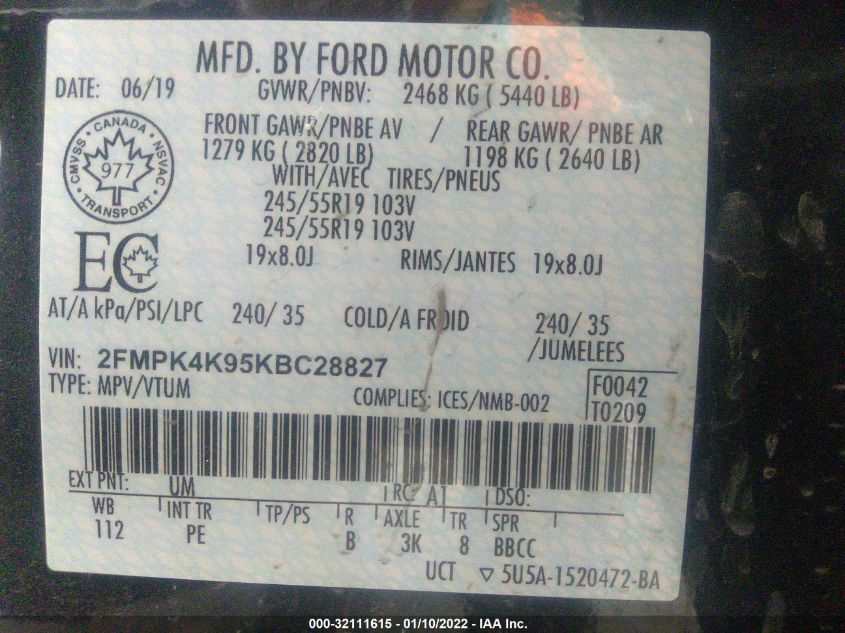 MFD. BY FORD MOTOR CO.
DATE: 06/19 GVWR/PNBV: 2468 KG ( 5440 LB)
FRONT GAWR/PNBE AV / REAR GAWR/ PNBE AR
1279 KG ( 2820 LB) 1198 KG ( 2640 LB)
WITH/AVEC TIRES/PNEUS
245/55R19 103V
245/55R19 103V
19x8.0J RIMS/JANTES 19x8.0J
CMVSS CANADA NSVAC
977
TRANSPORT
EC
AT/A kPa/PSI/LPC 240/ 35 COLD/A FROID 240/ 35
/JUMELEES
VIN: 2FMPK4K95KBC28827
TYPE: MPV/VTUM COMPLIES: ICES/NMB-002
F0042
T0209
EXT PNT: UM RC: A1 DSO:
WB INT TR TP/PS R AXLE TR SPR
112 PE B 3K 8 BBCC
UCT ▽ 5U5A-1520472-BA
000-32111615 - 01/10/2022 - IAA Inc.